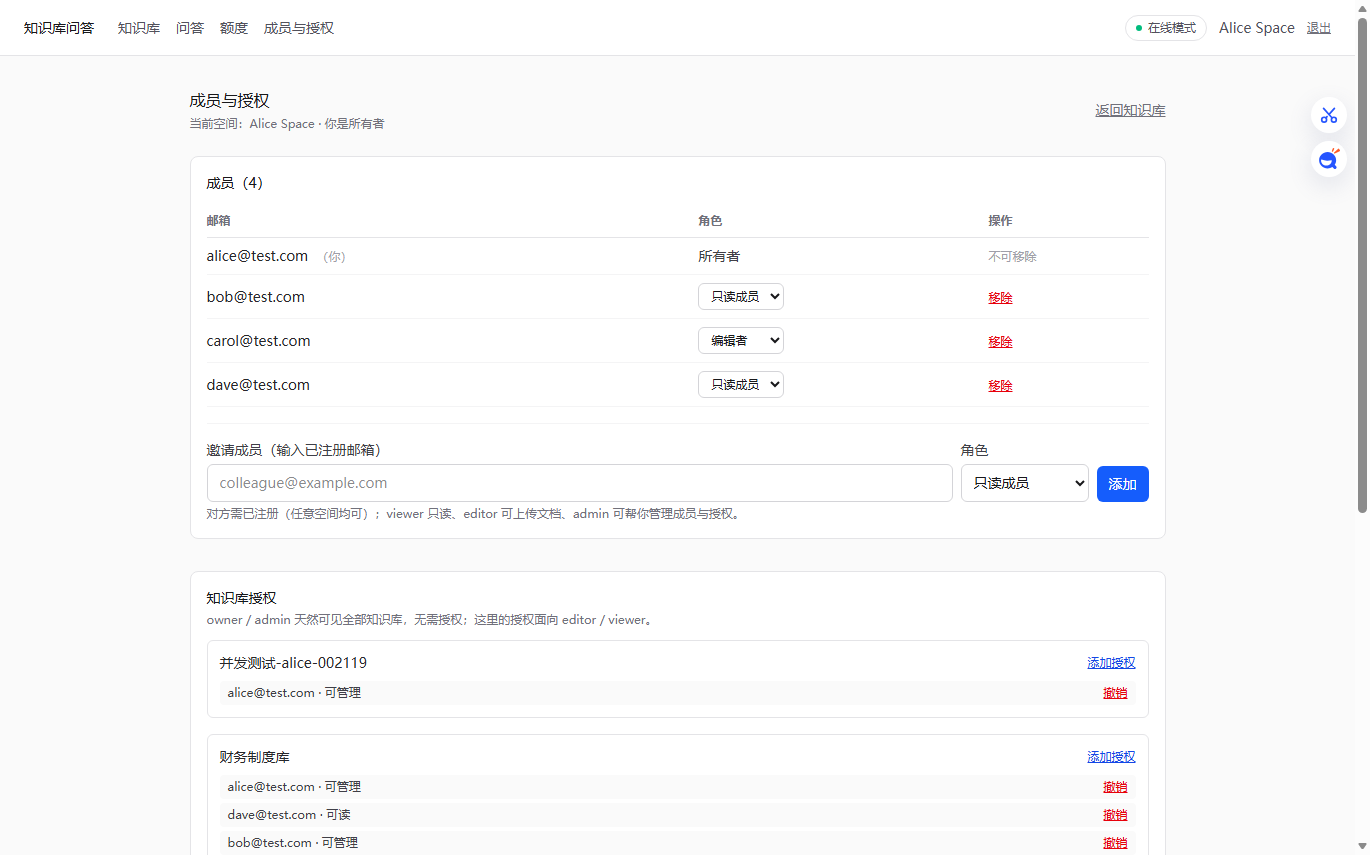 知识库问答 知识库 问答 额度 成员与授权 在线模式 Alice Space 退出
成员与授权
当前空间：Alice Space · 你是所有者
返回知识库
成员（4）
邮箱 角色 操作
alice@test.com （你） 所有者 不可移除
bob@test.com 只读成员 移除
carol@test.com 编辑者 移除
dave@test.com 只读成员 移除
邀请成员（输入已注册邮箱） 角色
colleague@example.com 只读成员 添加
对方需已注册（任意空间均可）；viewer 只读、editor 可上传文档、admin 可帮你管理成员与授权。
知识库授权
owner / admin 天然可见全部知识库，无需授权；这里的授权面向 editor / viewer。
并发测试-alice-002119 添加授权
alice@test.com · 可管理 撤销
财务制度库 添加授权
alice@test.com · 可管理 撤销
dave@test.com · 可读 撤销
bob@test.com · 可管理 撤销